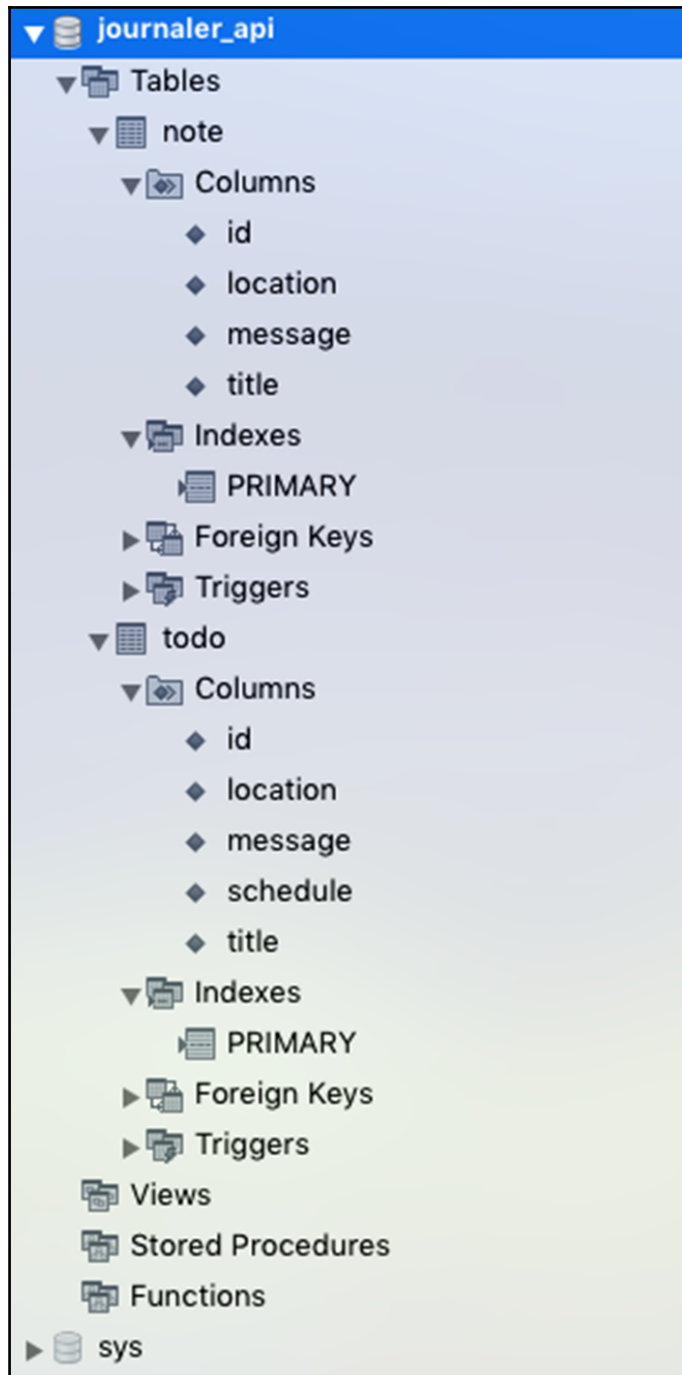 journaler_api
Tables
note
Columns
id
location
message
title
Indexes
PRIMARY
Foreign Keys
Triggers
todo
Columns
id
location
message
schedule
title
Indexes
PRIMARY
Foreign Keys
Triggers
Views
Stored Procedures
Functions
sys